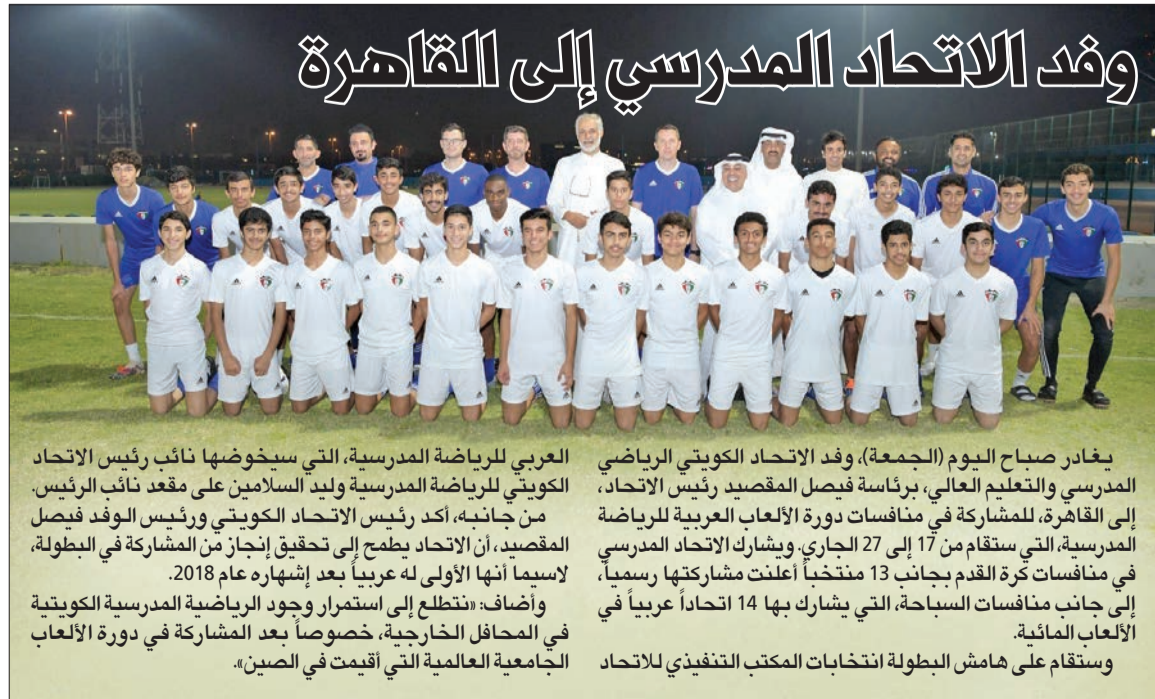 وفد الاتحاد المدرسي إلى القاهرة
يغادر صباح اليوم (الجمعة)، وفد الاتحاد الكويتي الرياضي
المدرسي والتعليم العالي، برئاسة فيصل المقصيد رئيس الاتحاد،
إلى القاهرة، للمشاركة في منافسات دورة الألعاب العربية للرياضة
المدرسية، التي ستقام من 17 إلى 27 الجاري. ويشارك الاتحاد المدرسي
في منافسات كرة القدم بجانب 13 منتخباً أعلنت مشاركتها رسمياً،
إلى جانب منافسات السباحة، التي يشارك بها 14 اتحاداً عربياً في
الألعاب المائية.
وستقام على هامش البطولة انتخابات المكتب التنفيذي للاتحاد
العربي للرياضة المدرسية، التي سيخوضها نائب رئيس الاتحاد
الكويتي للرياضة المدرسية وليد السلامين على مقعد نائب الرئيس.
من جانبه، أكد رئيس الاتحاد الكويتي ورئيس الوفد فيصل
المقصيد، أن الاتحاد يطمح إلى تحقيق إنجاز من المشاركة في البطولة،
لاسيما أنها الأولى له عربياً بعد إشهاره عام 2018.
وأضاف: «نتطلع إلى استمرار وجود الرياضية المدرسية الكويتية
في المحافل الخارجية، خصوصاً بعد المشاركة في دورة الألعاب
الجامعية العالمية التي أقيمت في الصين».